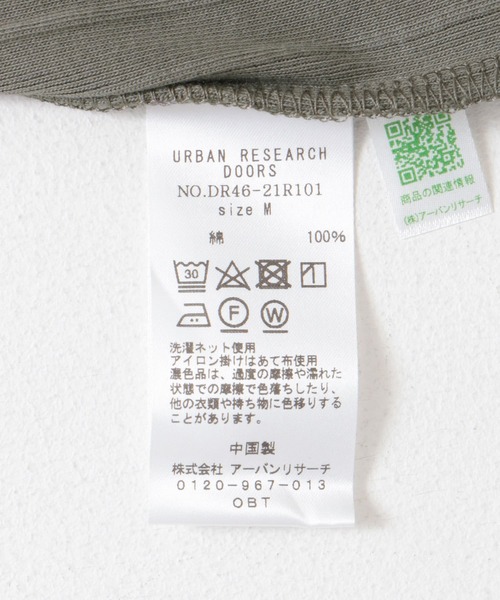 URBAN RESEARCH
DOORS
NO.DR46-21R101
size M
綿 100%
30
F W
洗濯ネット使用
アイロン掛けはあて布使用
濃色品は、過度の摩擦や濡れた
状態での摩擦で色落ちしたり、
他の衣類や持ち物に色移りする
ことがあります。
中国製
株式会社 アーバンリサーチ
0120-967-013
OBT
商品の関連情報
(株)アーバンリサーチ